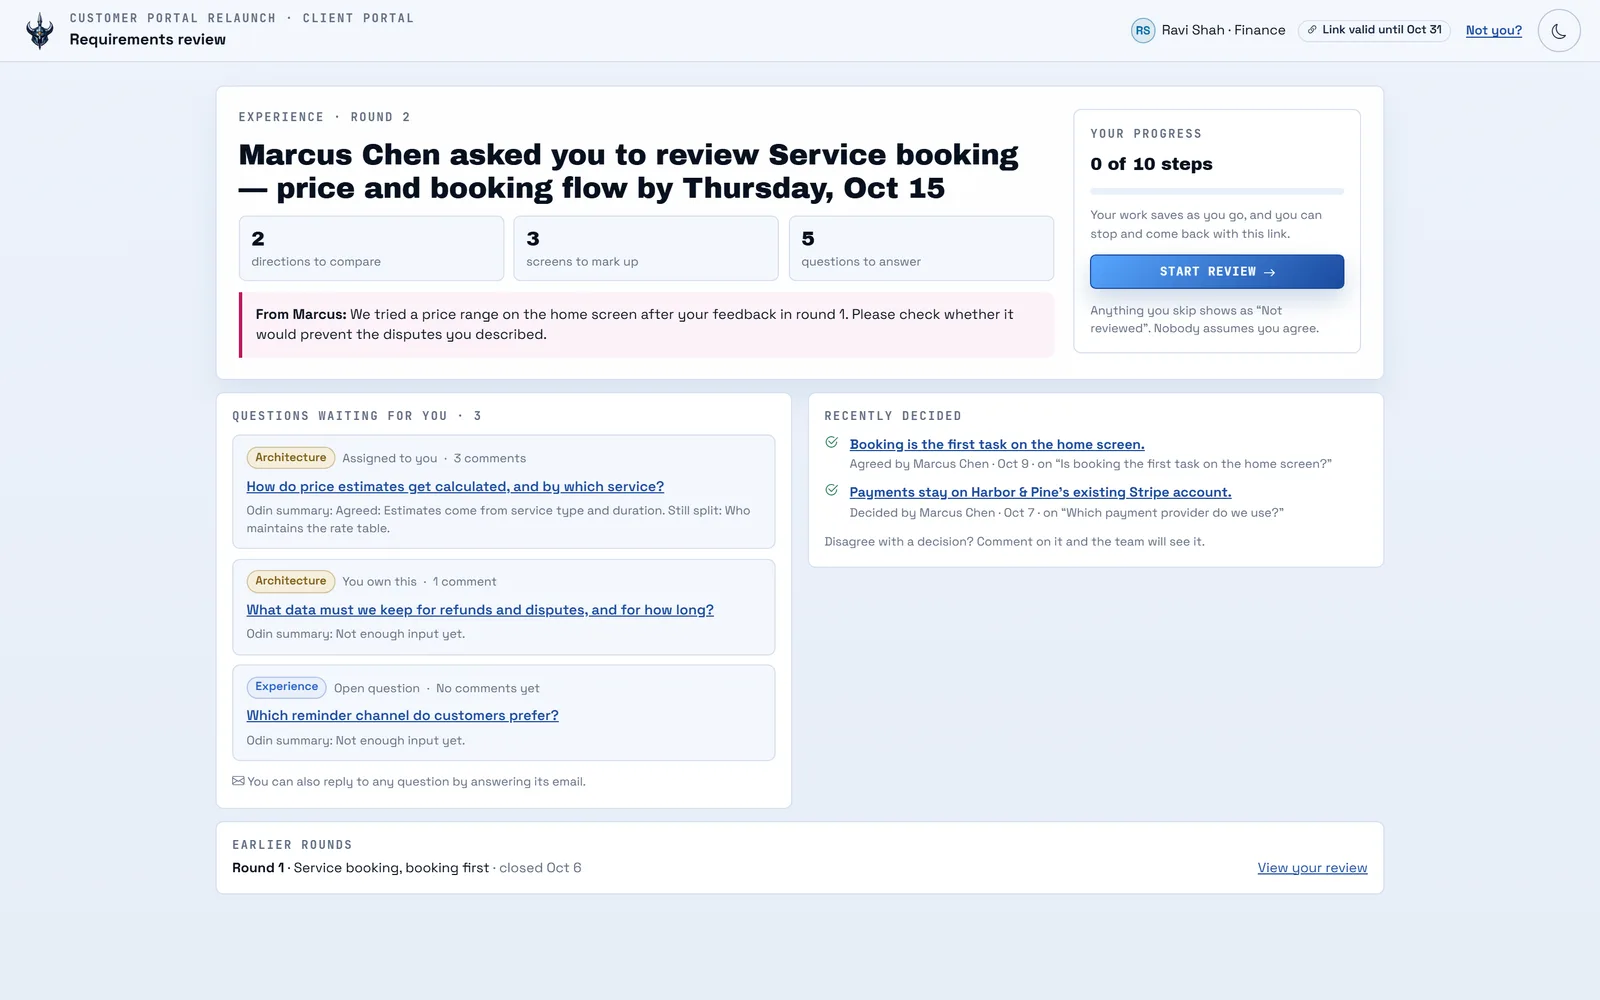 CUSTOMER PORTAL RELAUNCH · CLIENT PORTAL
Requirements review
RS Ravi Shah · Finance
Link valid until Oct 31
Not you?
EXPERIENCE · ROUND 2
Marcus Chen asked you to review Service booking
— price and booking flow by Thursday, Oct 15
2
directions to compare
3
screens to mark up
5
questions to answer
From Marcus: We tried a price range on the home screen after your feedback in round 1. Please check whether it
would prevent the disputes you described.
YOUR PROGRESS
0 of 10 steps
Your work saves as you go, and you can
stop and come back with this link.
START REVIEW →
Anything you skip shows as “Not
reviewed”. Nobody assumes you agree.
QUESTIONS WAITING FOR YOU · 3
Architecture Assigned to you · 3 comments
How do price estimates get calculated, and by which service?
Odin summary: Agreed: Estimates come from service type and duration. Still split: Who
maintains the rate table.
Architecture You own this · 1 comment
What data must we keep for refunds and disputes, and for how long?
Odin summary: Not enough input yet.
Experience Open question · No comments yet
Which reminder channel do customers prefer?
Odin summary: Not enough input yet.
You can also reply to any question by answering its email.
RECENTLY DECIDED
Booking is the first task on the home screen.
Agreed by Marcus Chen · Oct 9 · on “Is booking the first task on the home screen?”
Payments stay on Harbor & Pine’s existing Stripe account.
Decided by Marcus Chen · Oct 7 · on “Which payment provider do we use?”
Disagree with a decision? Comment on it and the team will see it.
EARLIER ROUNDS
Round 1 · Service booking, booking first · closed Oct 6
View your review